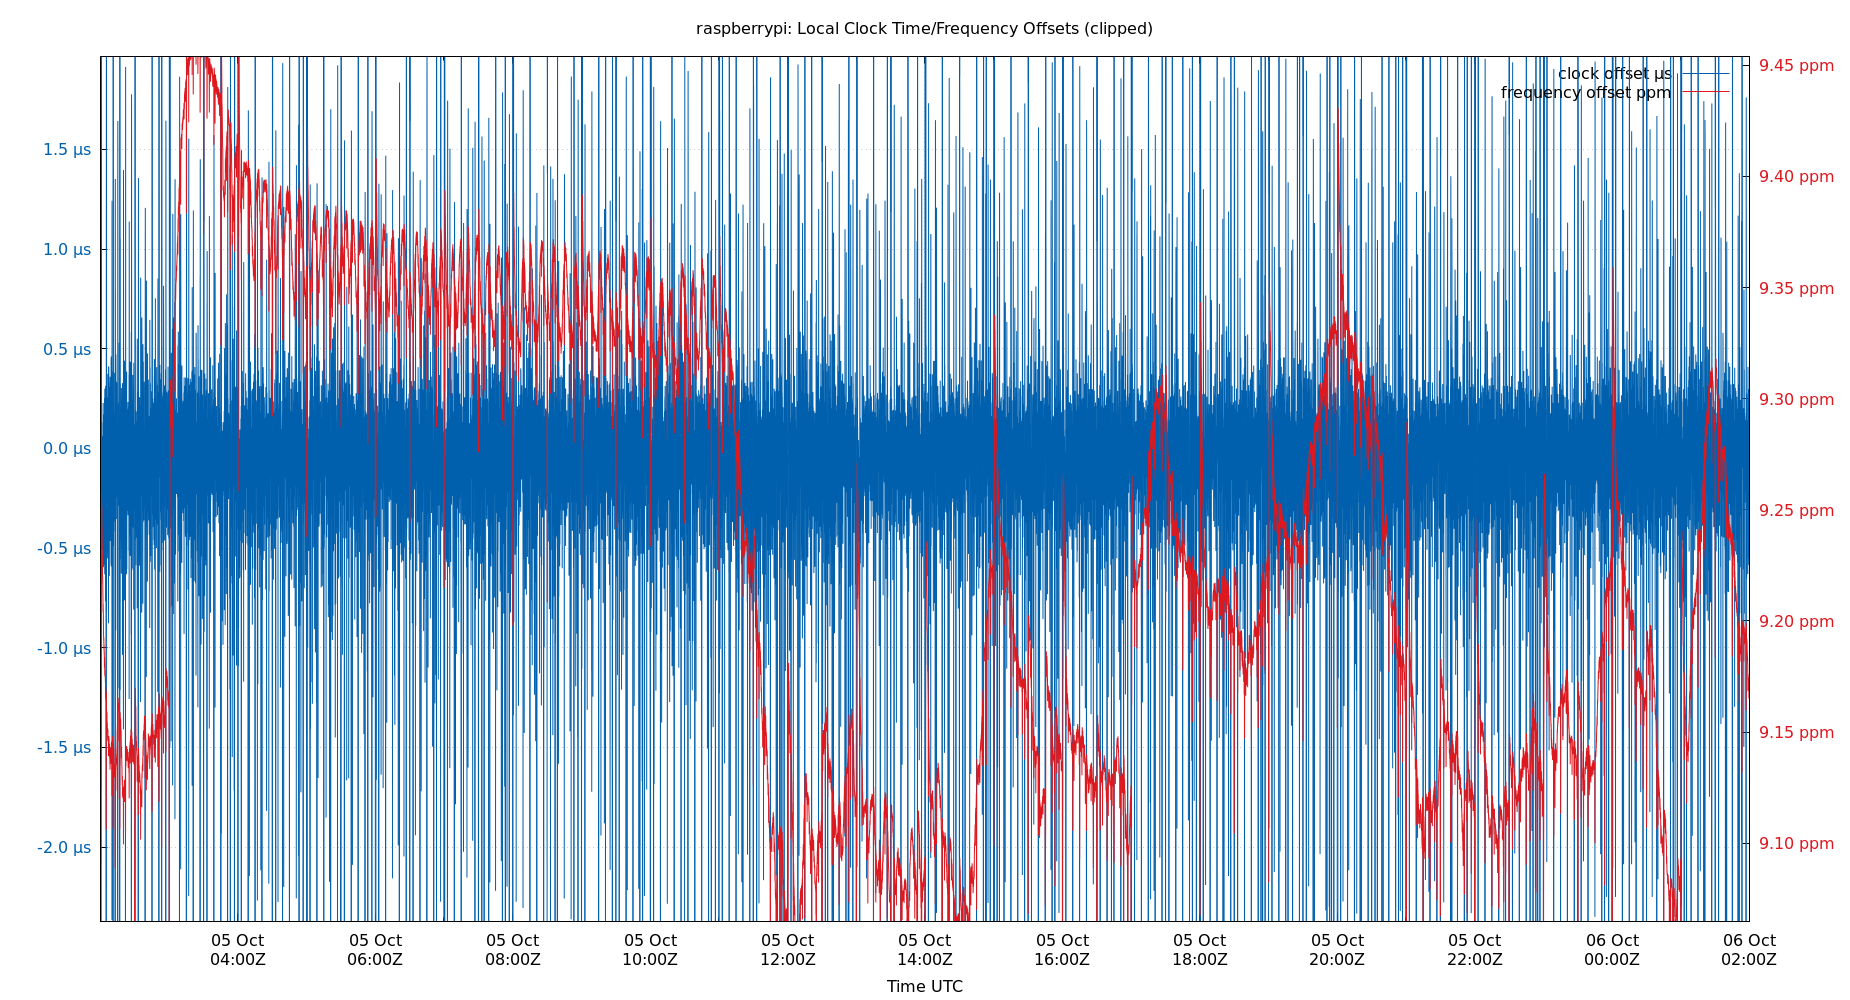 raspberrypi: Local Clock Time/Frequency Offsets (clipped)
clock offset µs
frequency offset ppm
1.5 µs
1.0 µs
0.5 µs
0.0 µs
-0.5 µs
-1.0 µs
-1.5 µs
-2.0 µs
9.45 ppm
9.40 ppm
9.35 ppm
9.30 ppm
9.25 ppm
9.20 ppm
9.15 ppm
9.10 ppm
05 Oct 05 Oct 05 Oct 05 Oct 05 Oct 05 Oct 05 Oct 05 Oct 05 Oct 05 Oct 06 Oct 06 Oct
04:00Z 06:00Z 08:00Z 10:00Z 12:00Z 14:00Z 16:00Z 18:00Z 20:00Z 22:00Z 00:00Z 02:00Z
Time UTC